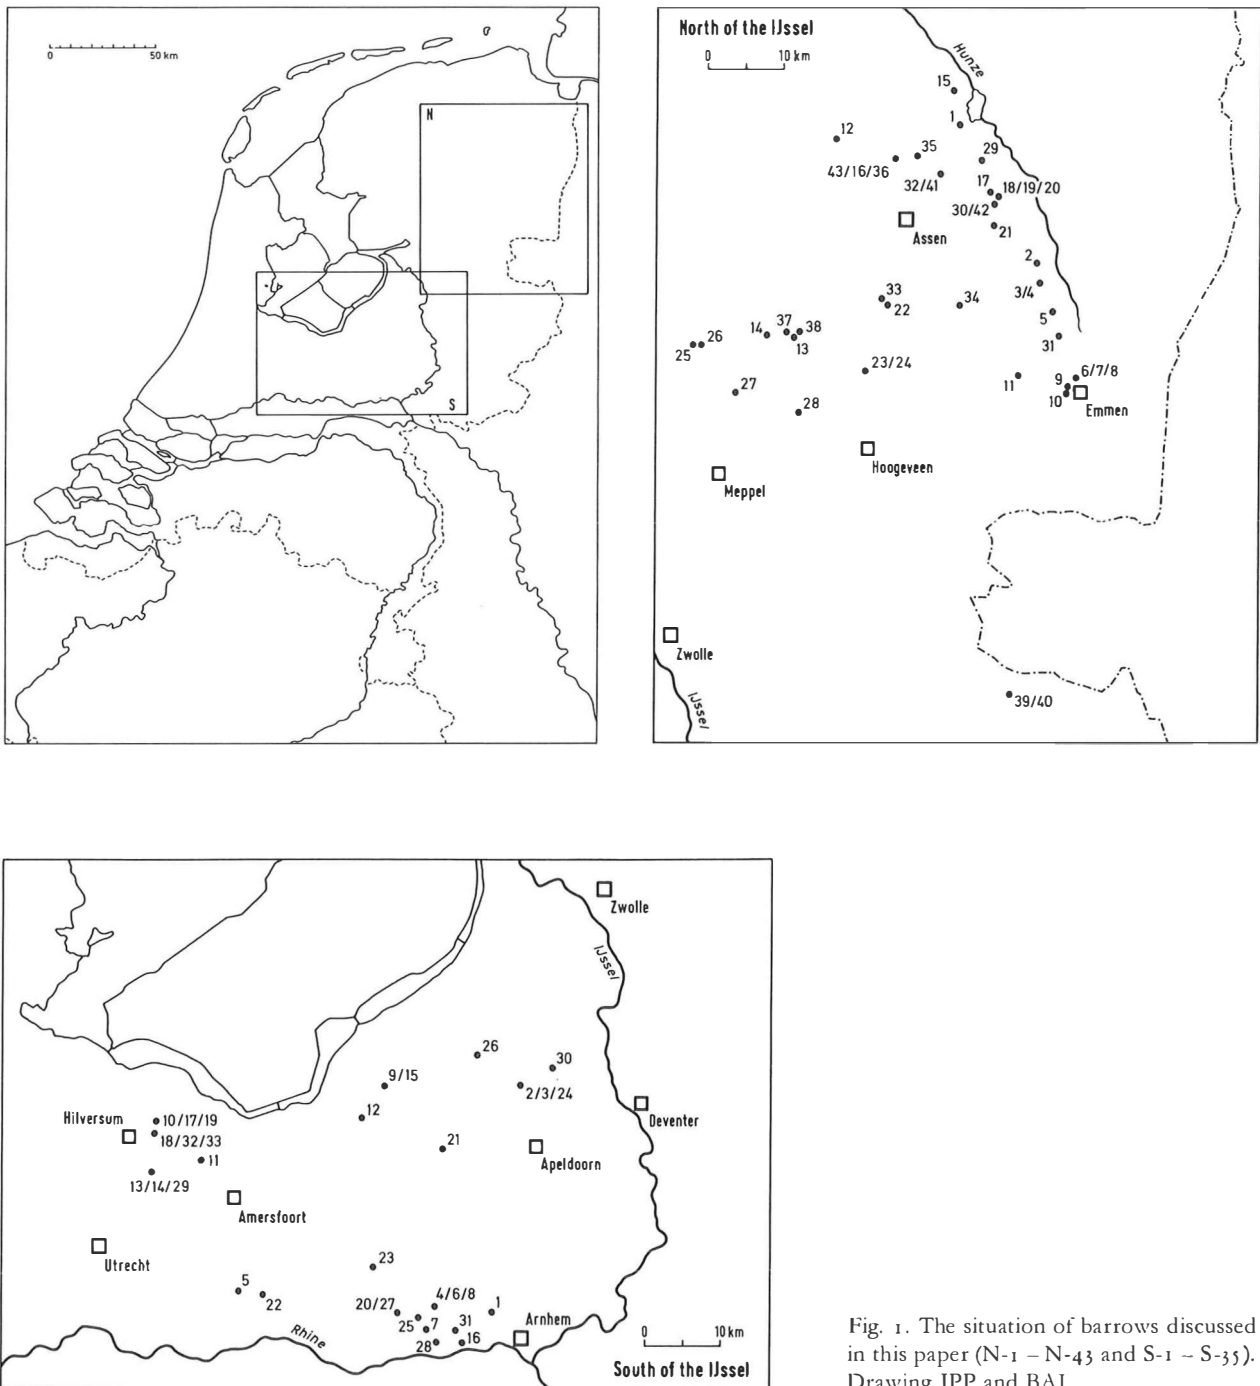 0 50 km
N
S
North of the IJssel
0 10 km
Hunze
15
1
12
35
29
43/16/36
32/41
17
18/19/20
30/42
Assen
21
2
3/4
33
22
34
5
14
37
38
13
31
25
26
23/24
11
6/7/8
9
10
27
28
Emmen
Hoogeveen
Meppel
Zwolle
IJssel
39/40
Zwolle
IJssel
26
30
9/15
2/3/24
Deventer
12
Hilversum
10/17/19
18/32/33
21
Apeldoorn
11
13/14/29
Amersfoort
Utrecht
23
5
22
4/6/8
20/27
1
25
7
31
Arnhem
28
16
Rhine
0 10 km
South of the IJssel
Fig. 1. The situation of barrows discussed
in this paper (N-1 – N-43 and S-1 – S-35).
Drawing IPP and BAI